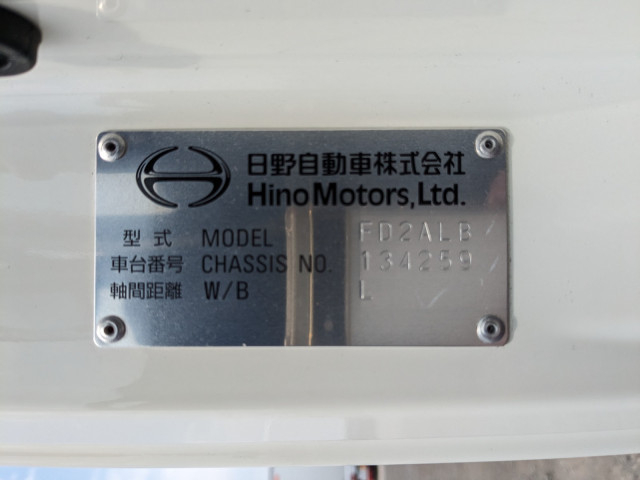 日野自動車株式会社
Hino Motors, Ltd.
型式 MODEL FD2ALB
車台番号 CHASSIS NO. 134259
軸間距離 W/B L